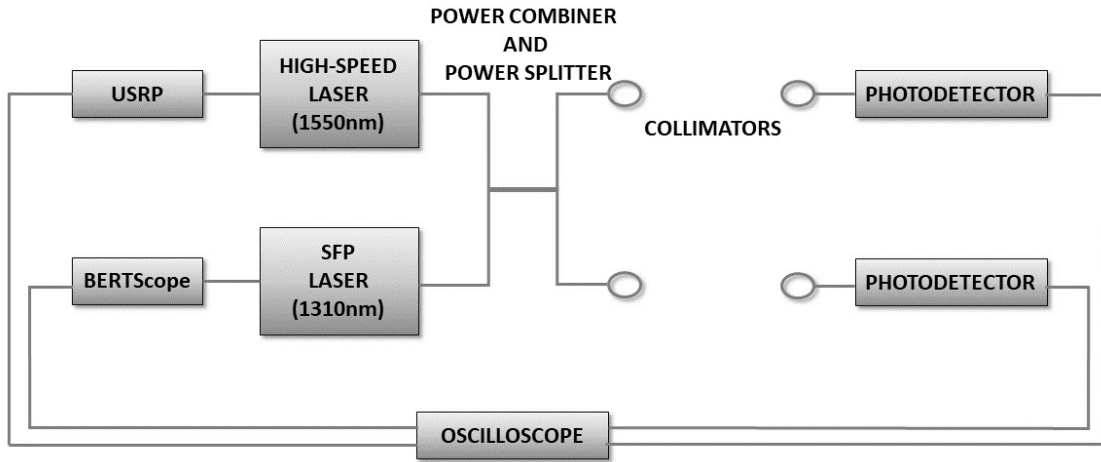 POWER COMBINER
AND
POWER SPLITTER
USRP
HIGH-SPEED
LASER
(1550nm)
COLLIMATORS
PHOTODETECTOR
BERTScope
SFP
LASER
(1310nm)
PHOTODETECTOR
OSCILLOSCOPE